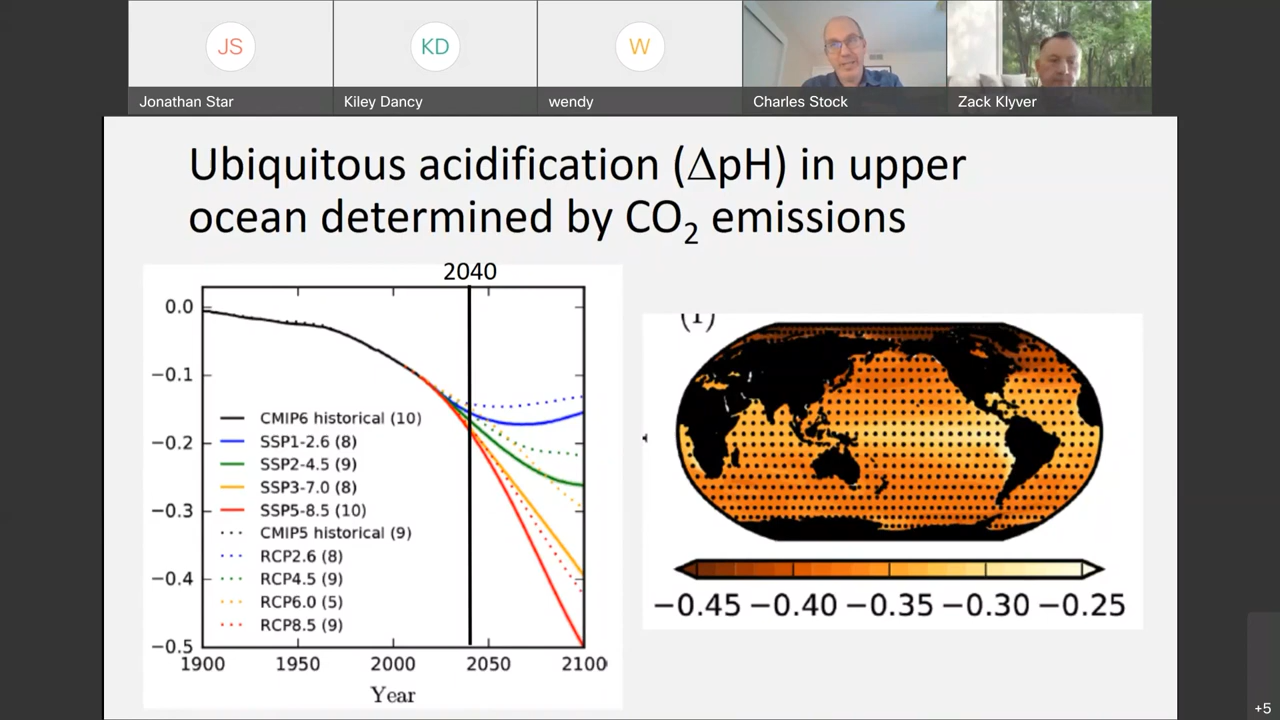 JS
KD
W
Jonathan Star
Kiley Dancy
wendy
Charles Stock
Zack Klyver
Ubiquitous acidification (ΔpH) in upper
ocean determined by CO₂ emissions
2040
0.0
−0.1
−0.2
−0.3
−0.4
−0.5
CMIP6 historical (10)
SSP1-2.6 (8)
SSP2-4.5 (9)
SSP3-7.0 (8)
SSP5-8.5 (10)
CMIP5 historical (9)
RCP2.6 (8)
RCP4.5 (9)
RCP6.0 (5)
RCP8.5 (9)
1900 1950 2000 2050 2100
Year
−0.45 −0.40 −0.35 −0.30 −0.25
+5